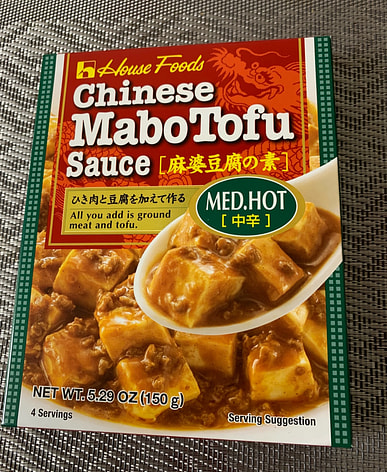 House Foods
Chinese
Mabo Tofu
Sauce [麻婆豆腐の素]
ひき肉と豆腐を加えて作る
All you add is ground
meat and tofu.
MED.HOT
[中辛]
NET WT. 5.29 OZ (150 g)
4 Servings
Serving Suggestion